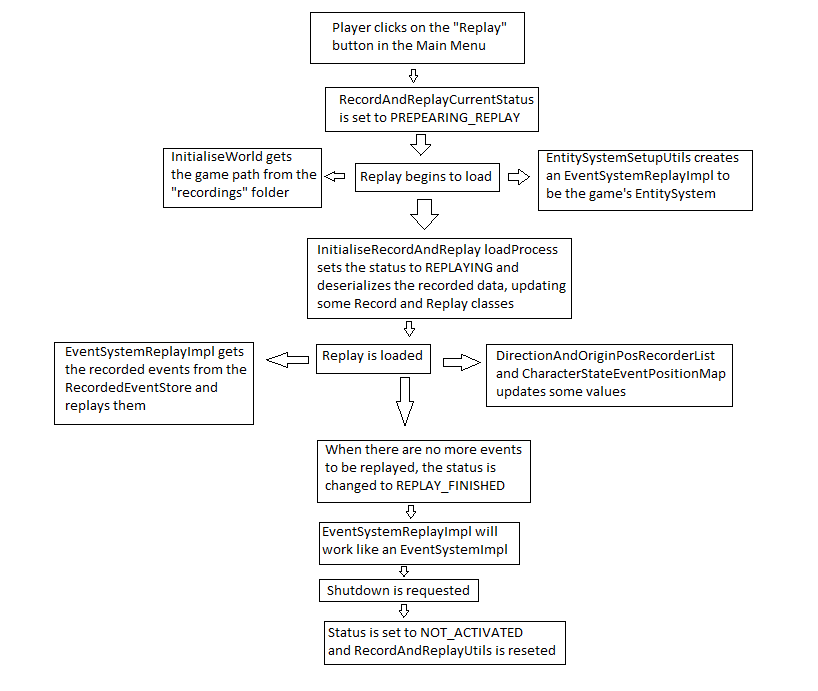 Player clicks on the "Replay"
button in the Main Menu
RecordAndReplayCurrentStatus
is set to PREPEARING_REPLAY
InitialiseWorld gets
the game path from the
"recordings" folder
Replay begins to load
EntitySystemSetupUtils creates
an EventSystemReplayImpl to
be the game's EntitySystem
InitialiseRecordAndReplay loadProcess
sets the status to REPLAYING and
deserializes the recorded data, updating
some Record and Replay classes
EventSystemReplayImpl gets
the recorded events from the
RecordedEventStore and
replays them
Replay is loaded
DirectionAndOriginPosRecorderList
and CharacterStateEventPositionMap
updates some values
When there are no more events
to be replayed, the status is
changed to REPLAY_FINISHED
EventSystemReplayImpl will
work like an EventSystemImpl
Shutdown is requested
Status is set to NOT_ACTIVATED
and RecordAndReplayUtils is reseted